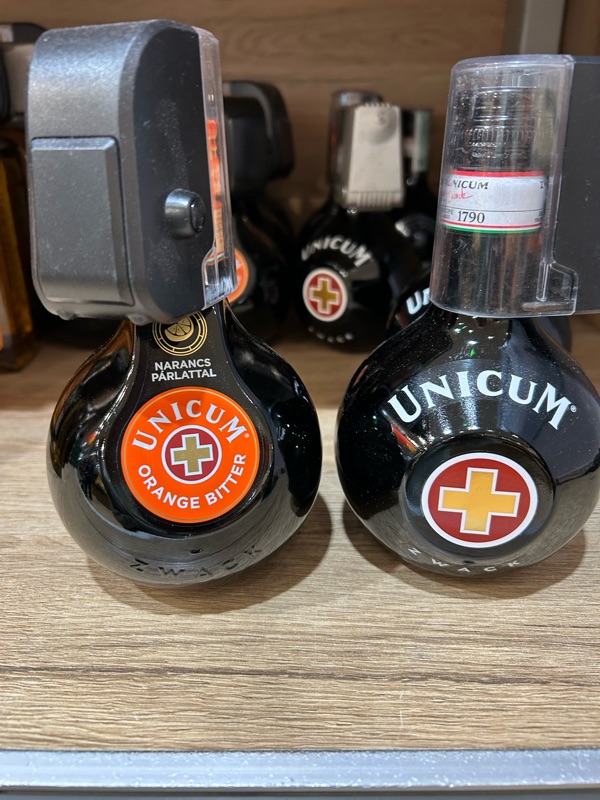 NARANCS
PÁRLATTAL
UNICUM®
ORANGE BITTER
ZWACK
UNICUM
1790
UNICUM®
ZWACK
UNICUM